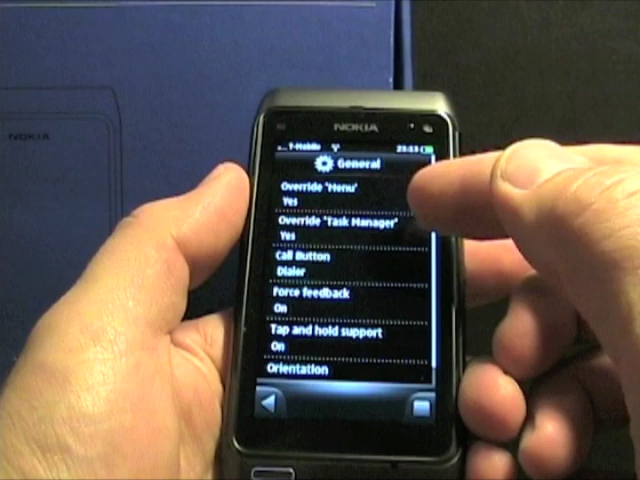 NOKIA
NOKIA
T-Mobile 23:53
General
Override 'Menu'
Yes
Override 'Task Manager'
Yes
Call Button
Dialer
Force feedback
On
Tap and hold support
On
Orientation